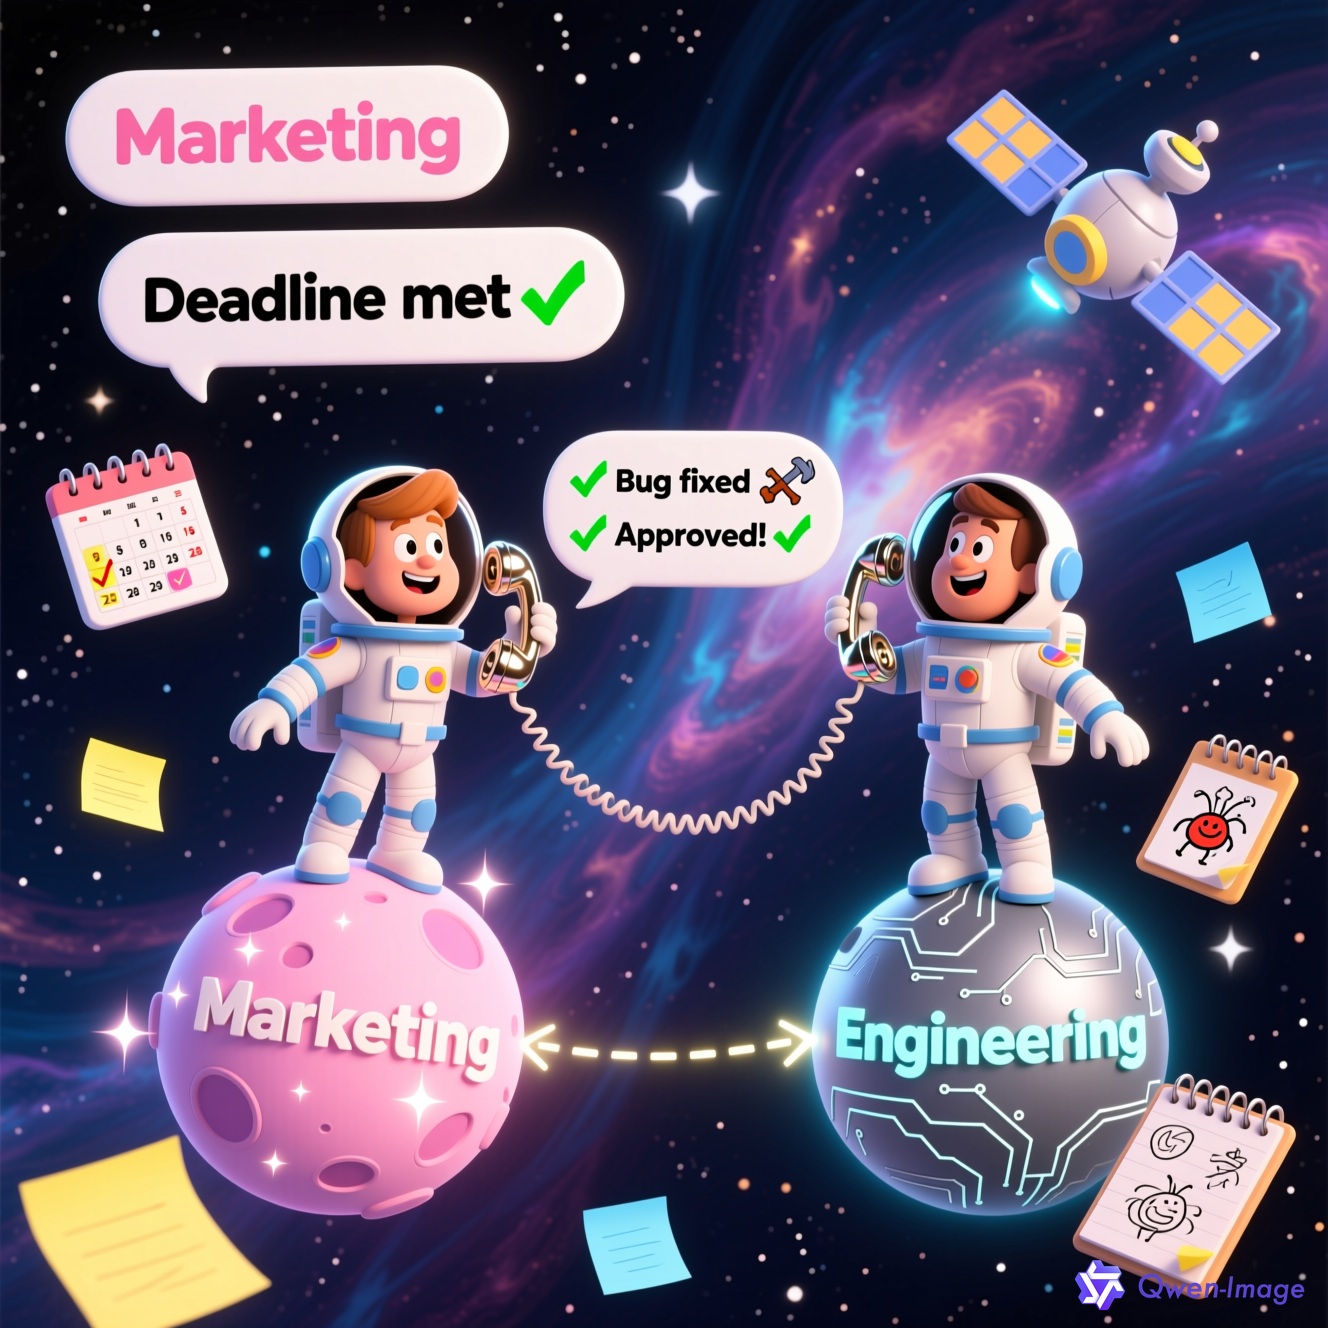 Marketing
Deadline met ✓
✓ Bug fixed 🛠
✓ Approved! ✓
Marketing
Engineering
Qwen-Image